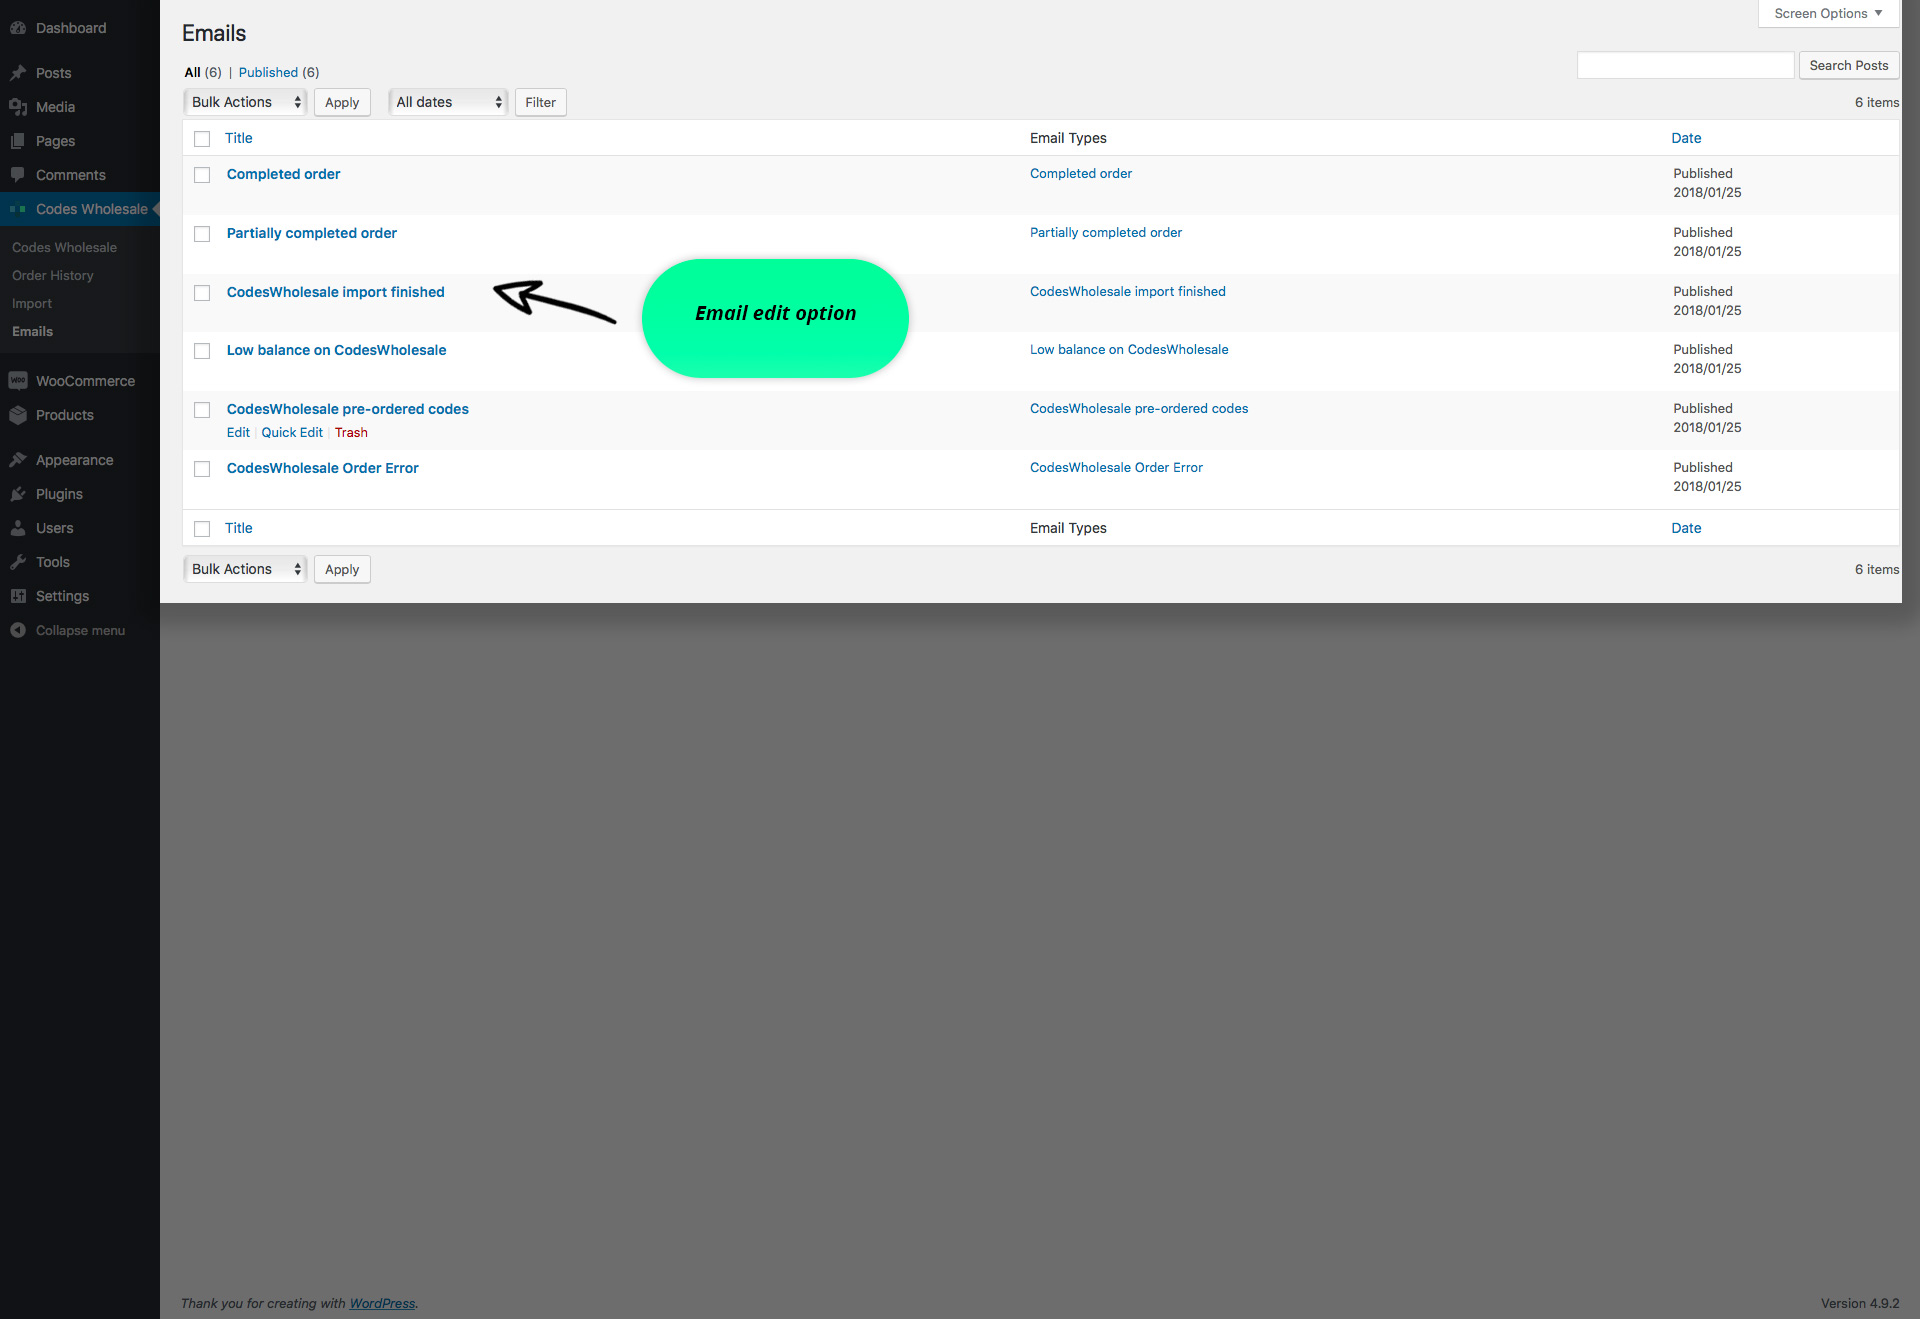 Dashboard
Posts
Media
Pages
Comments
Codes Wholesale
Codes Wholesale
Order History
Import
Emails
WOO WooCommerce
Products
Appearance
Plugins
Users
Tools
Settings
Collapse menu
Screen Options
Emails
All (6) | Published (6)
Search Posts
Bulk Actions Apply All dates Filter 6 items
Title Email Types Date
Completed order Completed order Published
2018/01/25
Partially completed order Partially completed order Published
2018/01/25
CodesWholesale import finished CodesWholesale import finished Published
2018/01/25
Email edit option
Low balance on CodesWholesale Low balance on CodesWholesale Published
2018/01/25
CodesWholesale pre-ordered codes CodesWholesale pre-ordered codes Published
2018/01/25
Edit | Quick Edit | Trash
CodesWholesale Order Error CodesWholesale Order Error Published
2018/01/25
Title Email Types Date
Bulk Actions Apply 6 items
Thank you for creating with WordPress.
Version 4.9.2